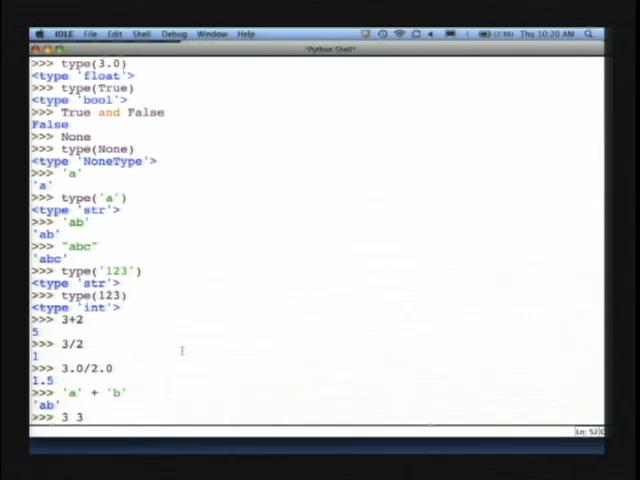 IDLE File Edit Shell Debug Window Help (7:38) Thu 10:20 AM
*Python Shell*
>>> type(3.0)
<type 'float'>
>>> type(True)
<type 'bool'>
>>> True and False
False
>>> None
>>> type(None)
<type 'NoneType'>
>>> 'a'
'a'
>>> type('a')
<type 'str'>
>>> 'ab'
'ab'
>>> "abc"
'abc'
>>> type('123')
<type 'str'>
>>> type(123)
<type 'int'>
>>> 3+2
5
>>> 3/2
1
>>> 3.0/2.0
1.5
>>> 'a' + 'b'
'ab'
>>> 3 3